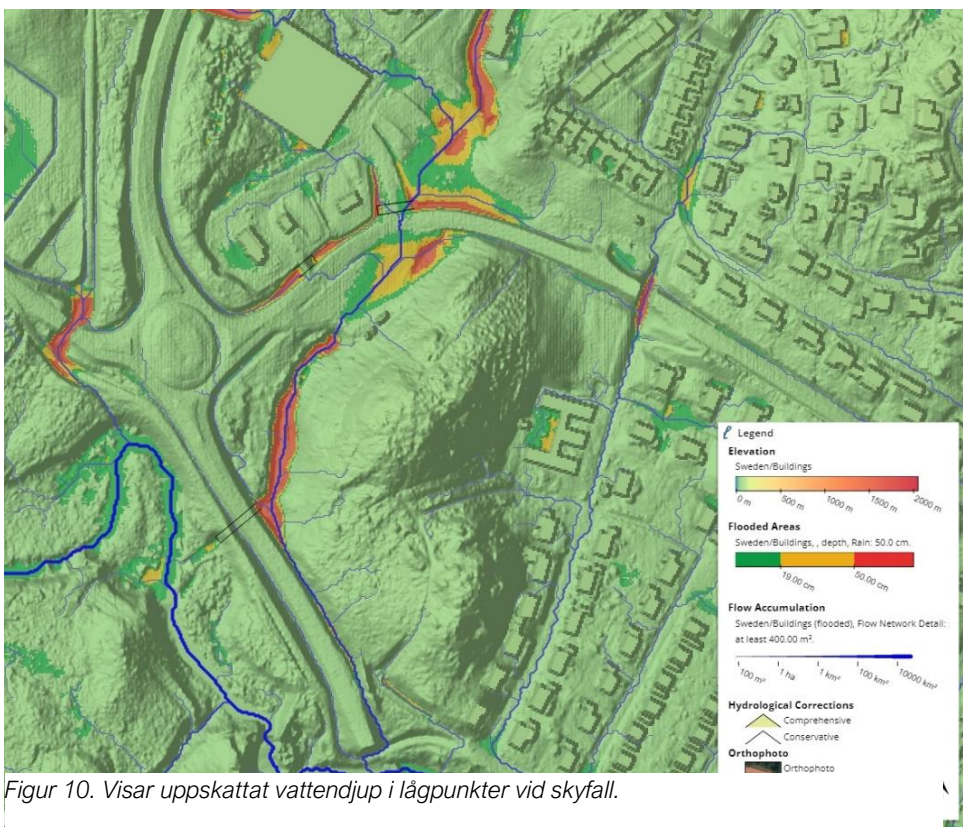 Legend
Elevation
Sweden/Buildings
0 m 500 m 1000 m 1500 m 2000 m
Flooded Areas
Sweden/Buildings, , depth, Rain: 50.0 cm.
19.00 cm 50.00 cm
Flow Accumulation
Sweden/Buildings (flooded), Flow Network Detail:
at least 400.00 m².
100 m² 1 ha 1 km² 100 km² 10000 km²
Hydrological Corrections
Comprehensive
Conservative
Orthophoto
Orthophoto
Figur 10. Visar uppskattat vattendjup i lågpunkter vid skyfall.